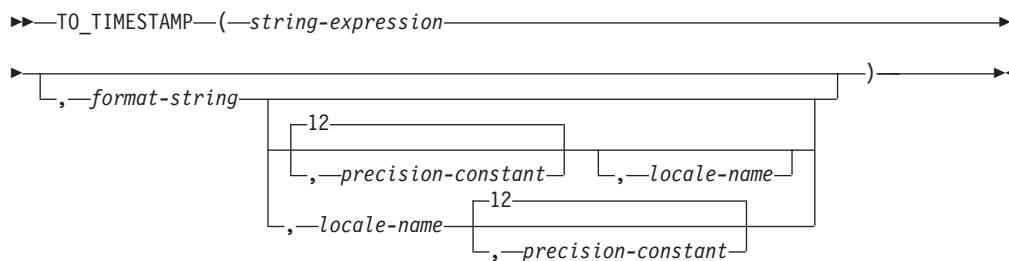 TO_TIMESTAMP ( string-expression
)
, format-string
12
, precision-constant , locale-name
12
, locale-name
, precision-constant